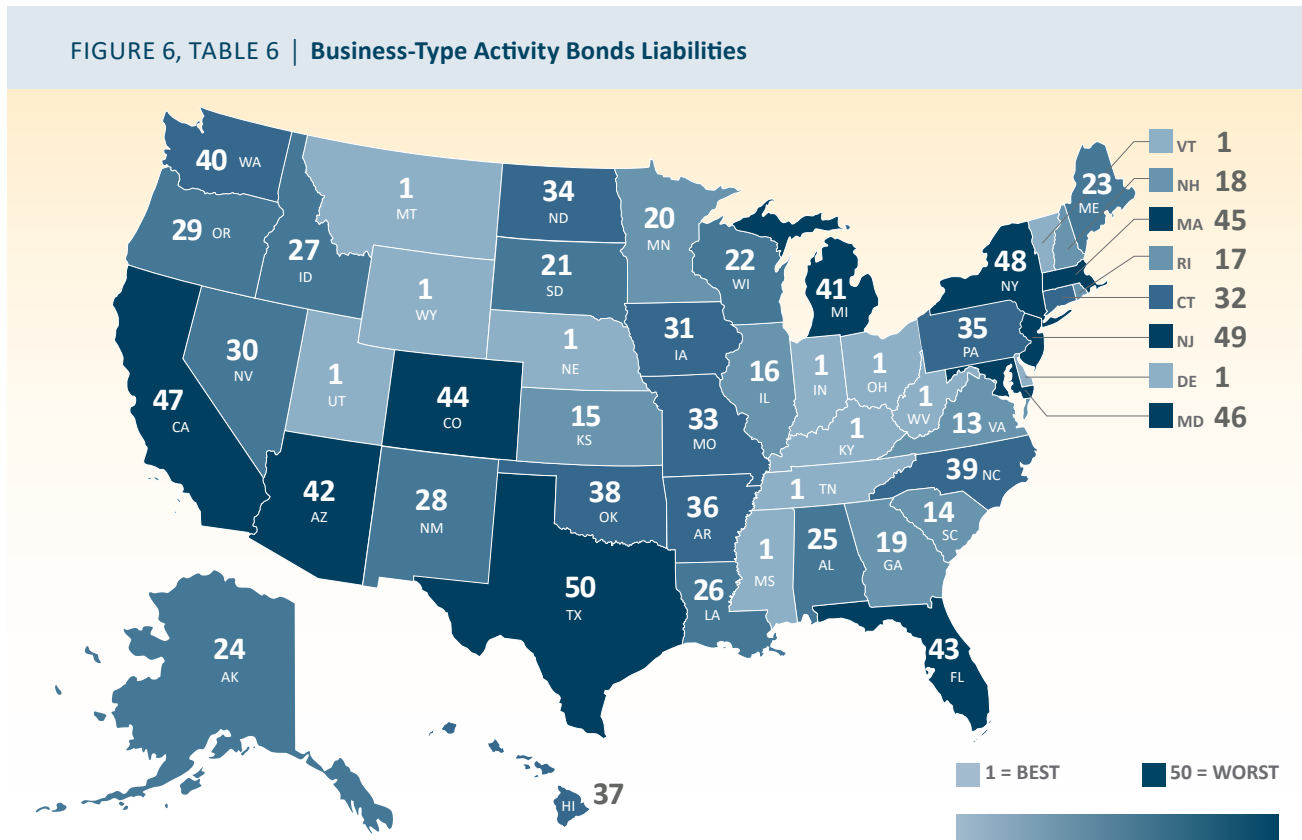 FIGURE 6, TABLE 6 | Business-Type Activity Bonds Liabilities
40 WA
29 OR
27
ID
1
MT
34
ND
20
MN
21
SD
22
WI
41
MI
1
WY
30
NV
1
UT
44
CO
1
NE
31
IA
15
KS
33
MO
16
IL
1
IN
1
OH
1
WV
1
KY
13 VA
35
PA
48
NY
23
ME
VT 1
NH 18
MA 45
RI 17
CT 32
NJ 49
DE 1
MD 46
47
CA
42
AZ
28
NM
38
OK
36
AR
1 TN
39 NC
14
SC
1
MS
25
AL
19
GA
50
TX
26
LA
43
FL
24
AK
HI 37
1 = BEST
50 = WORST